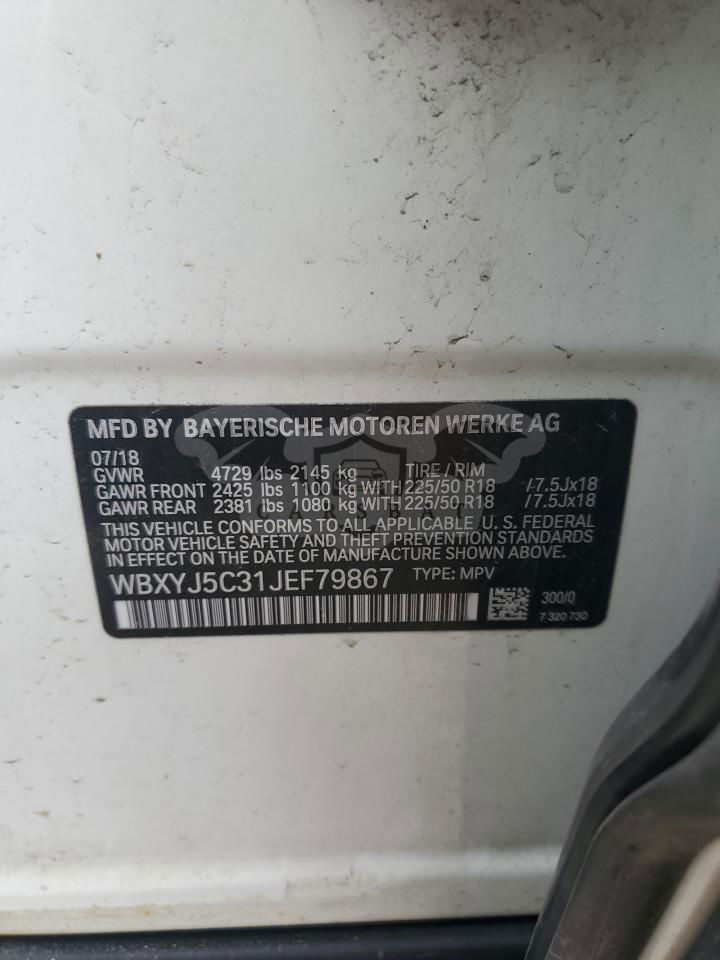 MFD BY BAYERISCHE MOTOREN WERKE AG
07/18
GVWR 4729 lbs 2145 kg TIRE / RIM
GAWR FRONT 2425 lbs 1100 kg WITH 225/50 R18 /7.5Jx18
GAWR REAR 2381 lbs 1080 kg WITH 225/50 R18 /7.5Jx18
THIS VEHICLE CONFORMS TO ALL APPLICABLE U. S. FEDERAL
MOTOR VEHICLE SAFETY AND THEFT PREVENTION STANDARDS
IN EFFECT ON THE DATE OF MANUFACTURE SHOWN ABOVE.
WBXYJ5C31JEF79867 TYPE: MPV
300/0
7 320 730